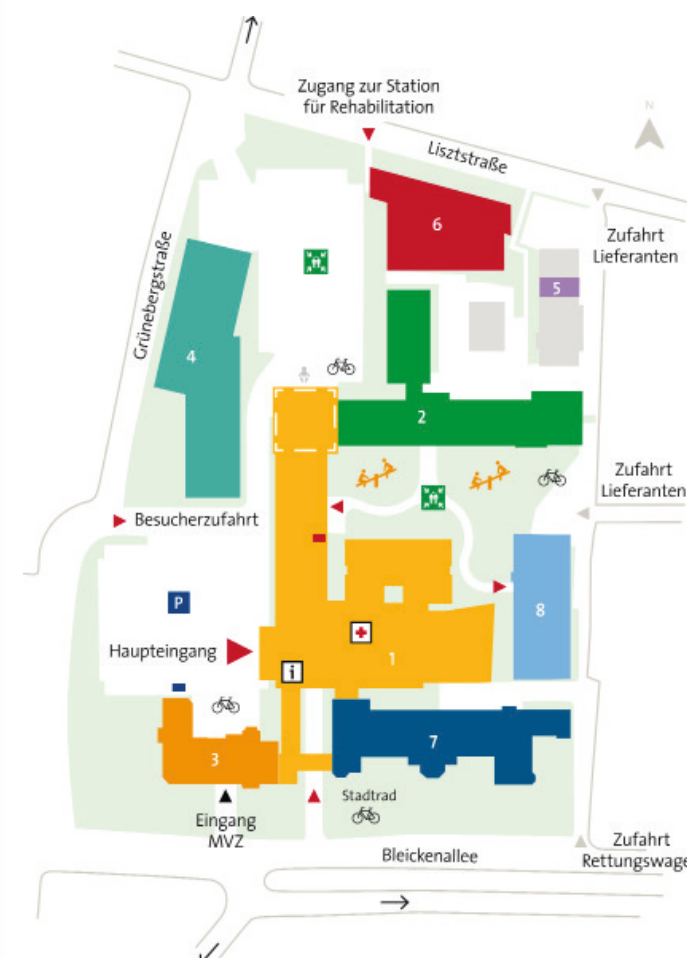 Zugang zur Station
für Rehabilitation
Lisztstraße
N
6
Zufahrt
Lieferanten
Grünebergstraße
5
4
2
Zufahrt
Lieferanten
Besucherzufahrt
P
8
Haupteingang
1
i
7
3
Stadtrad
Eingang
MVZ
Bleickenallee
Zufahrt
Rettungswage